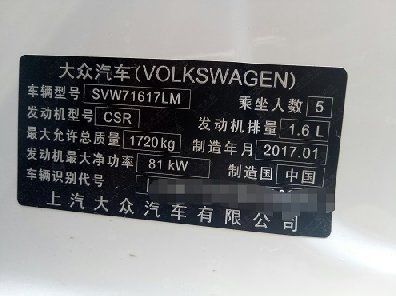 大众汽车(VOLKSWAGEN)
车辆型号 SVW71617LM 乘坐人数 5
发动机型号 CSR 发动机排量 1.6 L
最大允许总质量 1720kg 制造年月 2017.01
发动机最大净功率 81 kW 制造国 中国
车辆识别代号
上汽大众汽车有限公司